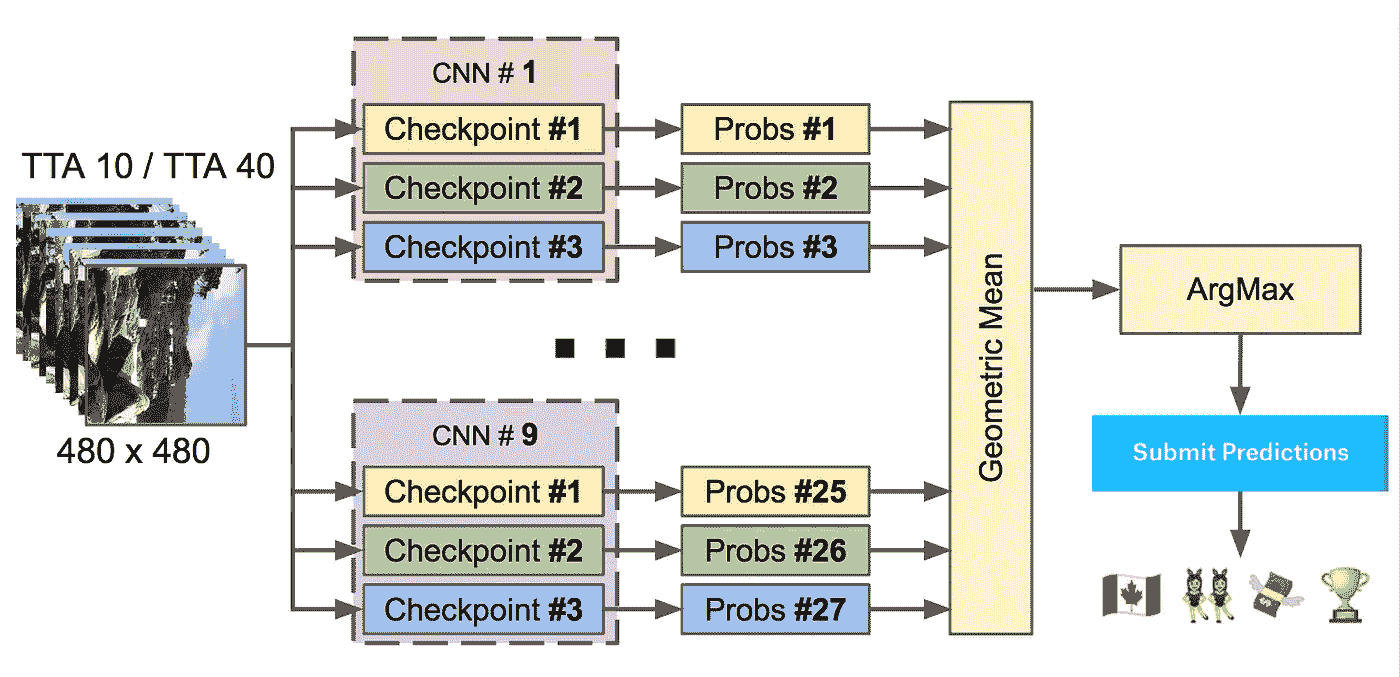 TTA 10 / TTA 40
480 x 480
CNN # 1
Checkpoint #1
Probs #1
Checkpoint #2
Probs #2
Checkpoint #3
Probs #3
CNN # 9
Checkpoint #1
Probs #25
Checkpoint #2
Probs #26
Checkpoint #3
Probs #27
Geometric Mean
ArgMax
Submit Predictions